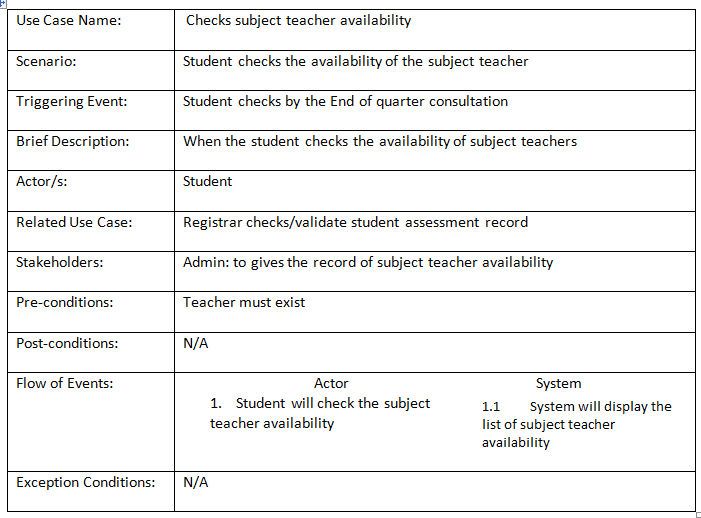 Use Case Name: Checks subject teacher availability
Scenario: Student checks the availability of the subject teacher
Triggering Event: Student checks by the End of quarter consultation
Brief Description: When the student checks the availability of subject teachers
Actor/s: Student
Related Use Case: Registrar checks/validate student assessment record
Stakeholders: Admin: to gives the record of subject teacher availability
Pre-conditions: Teacher must exist
Post-conditions: N/A
Flow of Events: Actor System
1. Student will check the subject
teacher availability
1.1 System will display the
list of subject teacher
availability
Exception Conditions: N/A